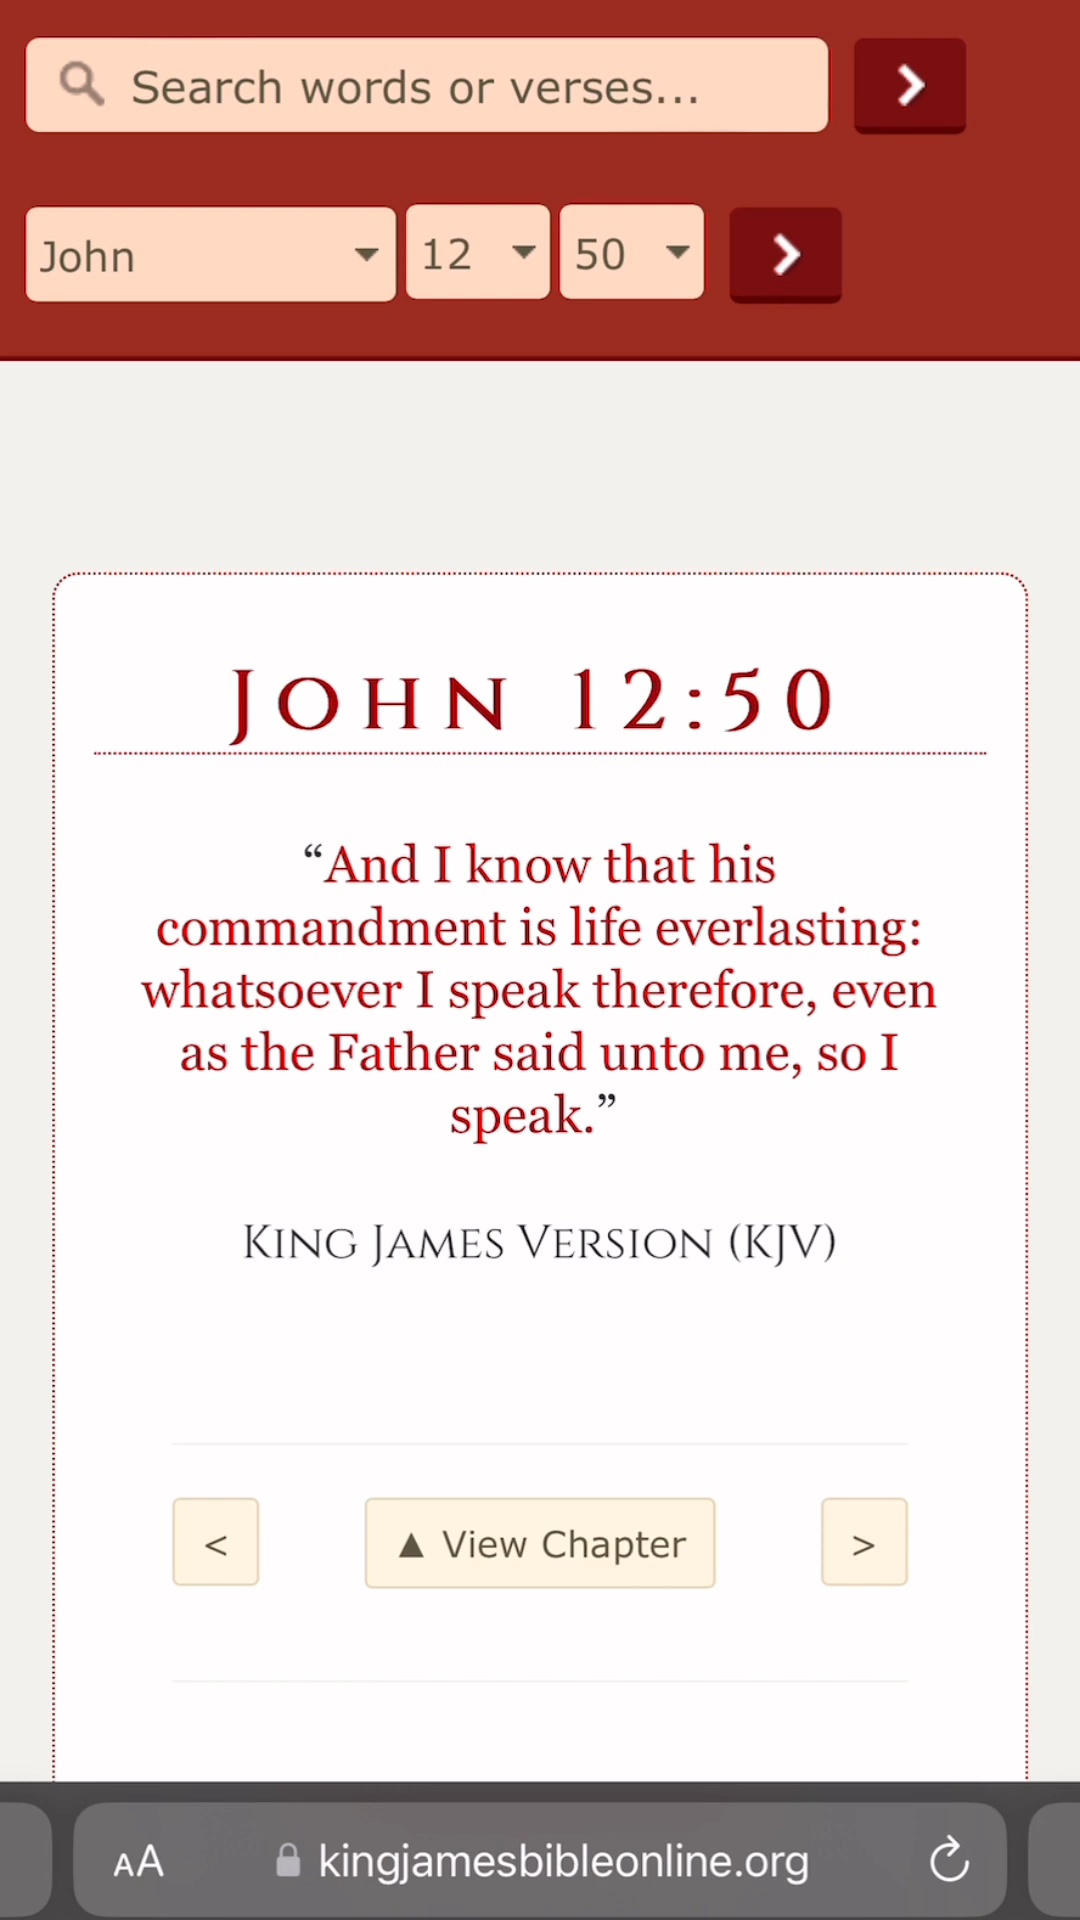 Search words or verses...
John 12 50
John 12:50
“And I know that his
commandment is life everlasting:
whatsoever I speak therefore, even
as the Father said unto me, so I
speak.”
King James Version (KJV)
< ▲ View Chapter >
AA kingjamesbibleonline.org